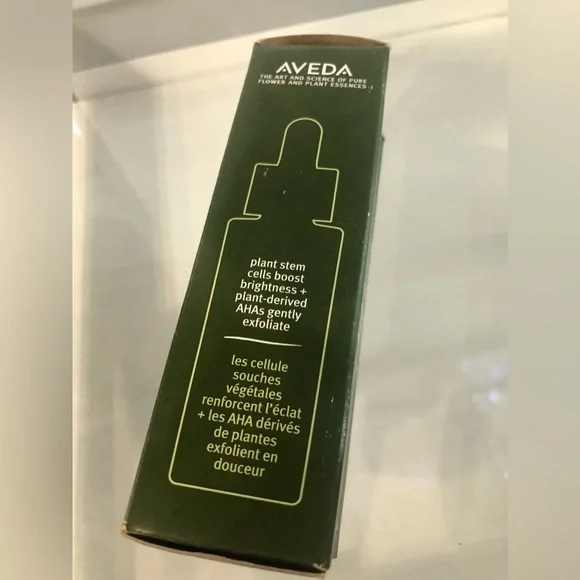 AVEDA
THE ART AND SCIENCE OF PURE
FLOWER AND PLANT ESSENCES
plant stem
cells boost
brightness +
plant-derived
AHAs gently
exfoliate
les cellule
souches
végétales
renforcent l'éclat
+ les AHA dérivés
de plantes
exfolient en
douceur